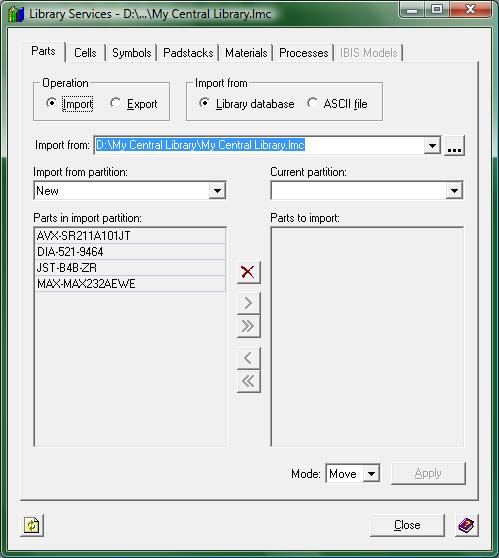 Library Services - D:\...\My Central Library.lmc
Parts Cells Symbols Padstacks Materials Processes IBIS Models
Operation Import from
Import Export Library database ASCII file
Import from: D:\My Central Library\My Central Library.lmc ...
Import from partition: Current partition:
New
Parts in import partition: Parts to import:
AVX-SR211A101JT
DIA-521-9464
JST-B4B-ZR
MAX-MAX232AEWE
Mode: Move Apply
Close